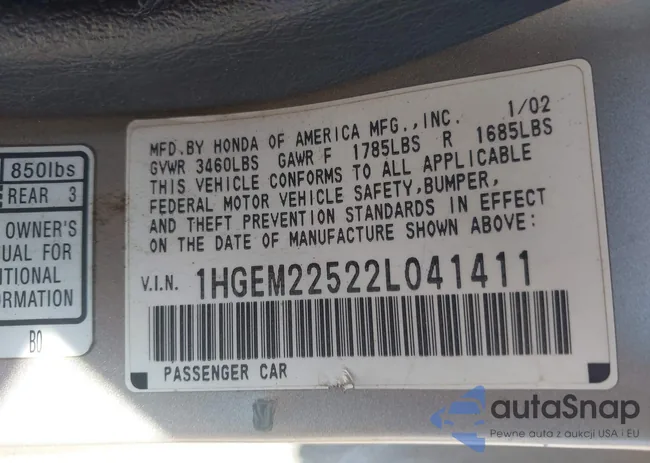 850lbs
REAR 3
OWNER'S
UAL FOR
ITIONAL
ORMATION
B0
1/02
MFD.BY HONDA OF AMERICA MFG.,INC.
GVWR 3460LBS GAWR F 1785LBS R 1685LBS
THIS VEHICLE CONFORMS TO ALL APPLICABLE
FEDERAL MOTOR VEHICLE SAFETY,BUMPER,
AND THEFT PREVENTION STANDARDS IN EFFECT
ON THE DATE OF MANUFACTURE SHOWN ABOVE:
V.I.N. 1HGEM22522L041411
PASSENGER CAR
autaSnap
Pewne auta z aukcji USA i EU